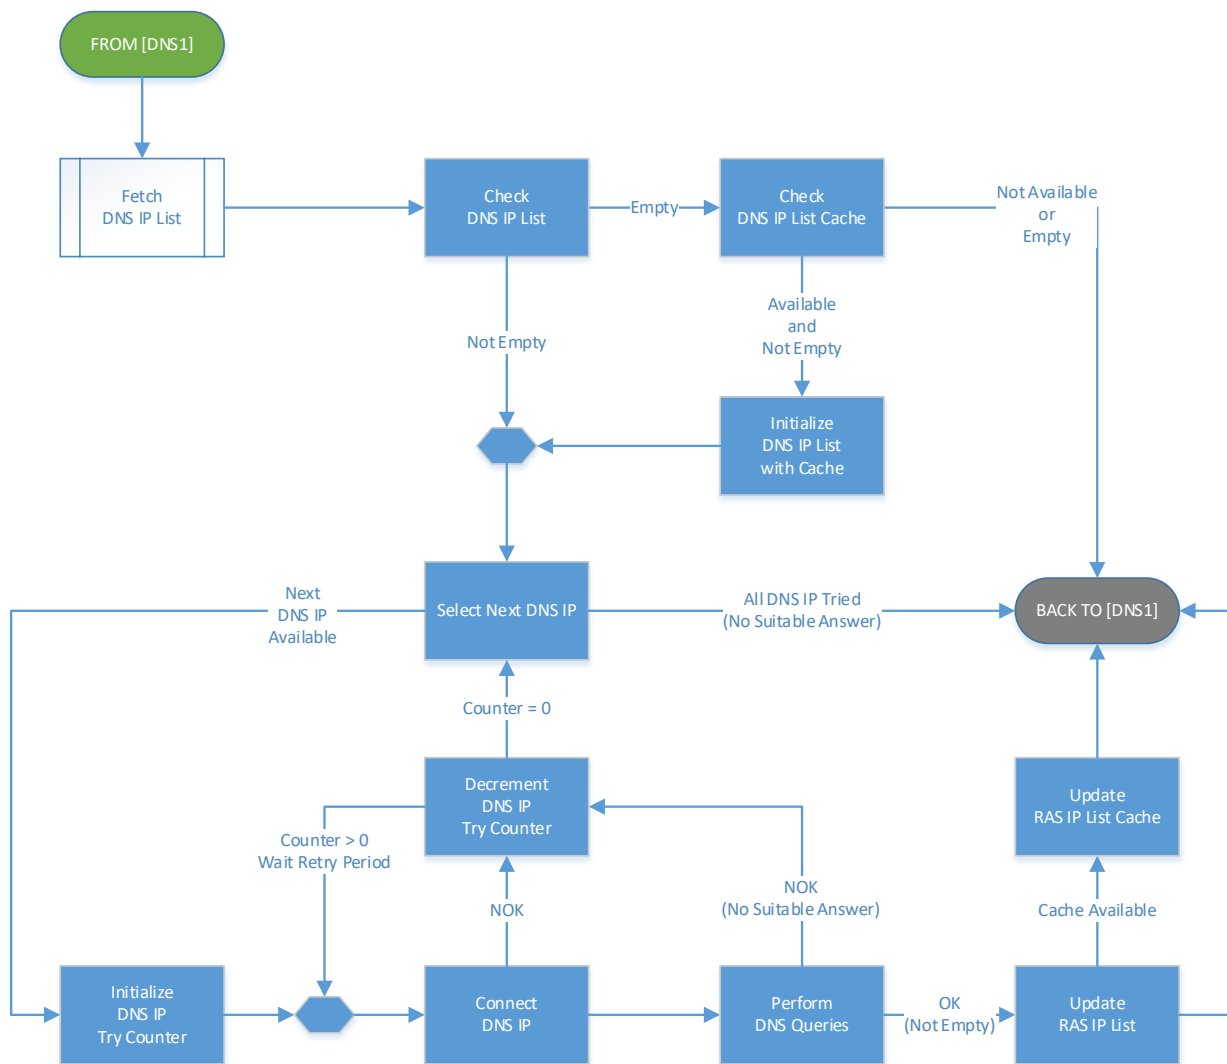 FROM [DNS1]
Fetch
DNS IP List
Check
DNS IP List
Empty
Check
DNS IP List Cache
Not Available
or
Empty
Not Empty
Available
and
Not Empty
Initialize
DNS IP List
with Cache
Next
DNS IP
Available
Select Next DNS IP
All DNS IP Tried
(No Suitable Answer)
BACK TO [DNS1]
Counter = 0
Decrement
DNS IP
Try Counter
Update
RAS IP List Cache
Counter > 0
Wait Retry Period
NOK
NOK
(No Suitable Answer)
Cache Available
Initialize
DNS IP
Try Counter
Connect
DNS IP
Perform
DNS Queries
OK
(Not Empty)
Update
RAS IP List